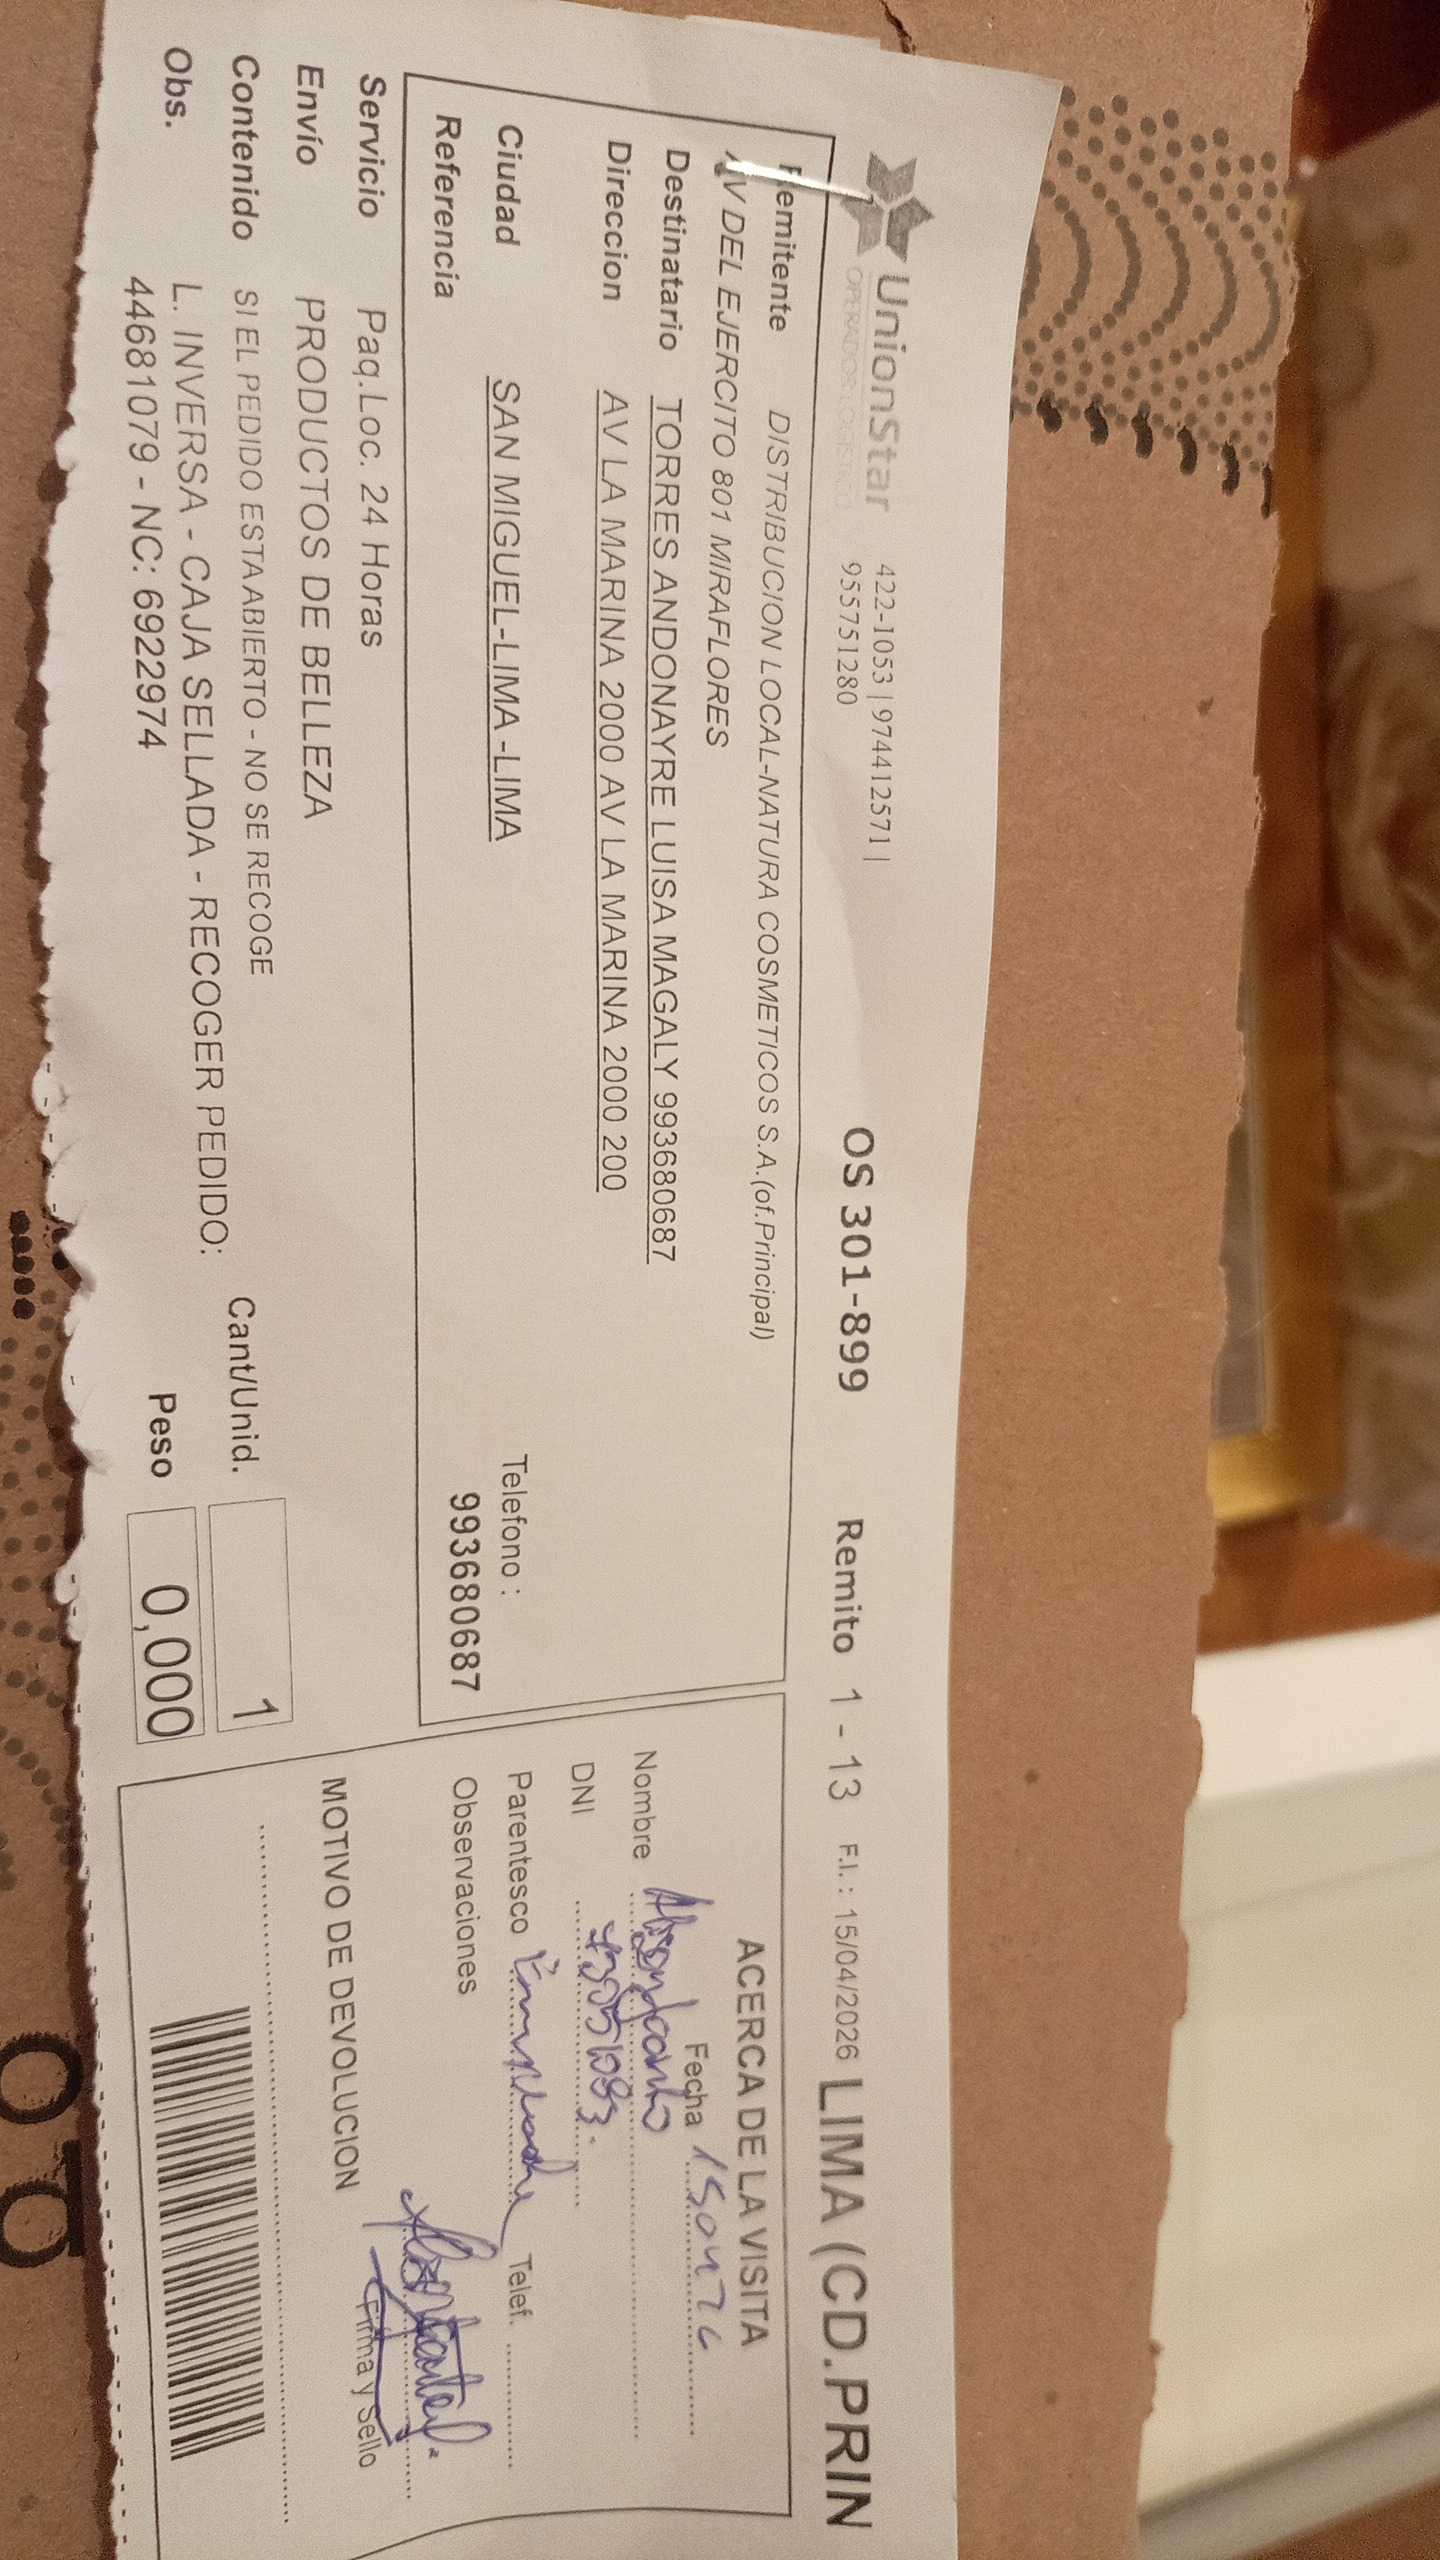 UnionStar
OPERADOR LOGISTICO
422-1053 | 974412571 |
955751280
OS 301-899
Remito 1 - 13
F.I. : 15/04/2026
LIMA (CD.PRIN
Remitente DISTRIBUCION LOCAL-NATURA COSMETICOS S.A.(of.Principal)
AV DEL EJERCITO 801 MIRAFLORES
Destinatario TORRES ANDONAYRE LUISA MAGALY 993680687
Direccion AV LA MARINA 2000 AV LA MARINA 2000 200
Ciudad SAN MIGUEL-LIMA -LIMA
Telefono :
Referencia
993680687
Servicio Paq.Loc. 24 Horas
Envío PRODUCTOS DE BELLEZA
Contenido SI EL PEDIDO ESTA ABIERTO - NO SE RECOGE
Cant/Unid. 1
Obs. L. INVERSA - CAJA SELLADA - RECOGER PEDIDO:
44681079 - NC: 6922974
Peso 0,000
ACERCA DE LA VISITA
Fecha 150426
Nombre
DNI
Parentesco
Telef.
Observaciones
Firma y Sello
MOTIVO DE DEVOLUCION